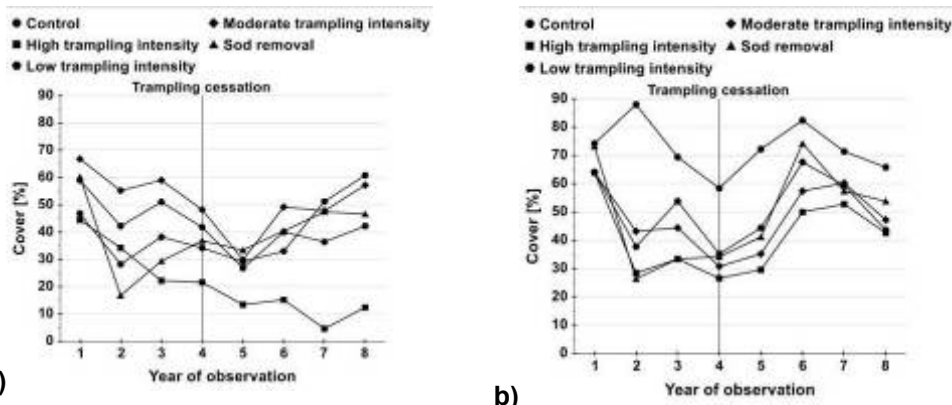 Control Moderate trampling intensity
High trampling intensity Sod removal
Low trampling intensity
Trampling cessation
90
80
70
60
50
40
30
20
10
0
Cover [%]
1 2 3 4 5 6 7 8
Year of observation
)
Control Moderate trampling intensity
High trampling intensity Sod removal
Low trampling intensity
Trampling cessation
90
80
70
60
50
40
30
20
10
0
Cover [%]
1 2 3 4 5 6 7 8
Year of observation
b)